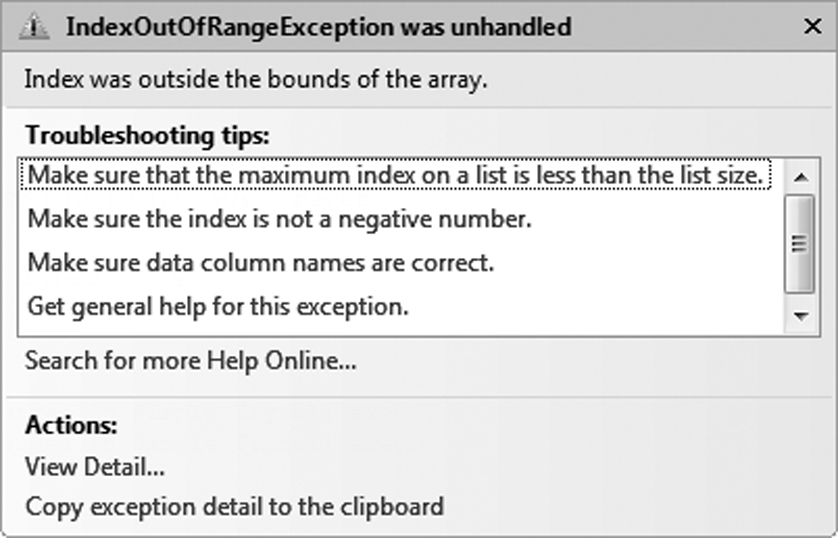 IndexOutOfRangeException was unhandled
Index was outside the bounds of the array.
Troubleshooting tips:
Make sure that the maximum index on a list is less than the list size.
Make sure the index is not a negative number.
Make sure data column names are correct.
Get general help for this exception.
Search for more Help Online...
Actions:
View Detail...
Copy exception detail to the clipboard